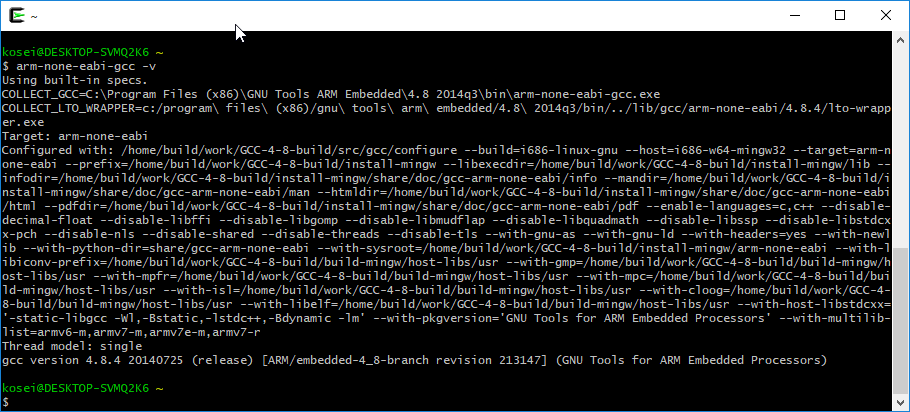 ~
kosei@DESKTOP-SVMQ2K6 ~
$ arm-none-eabi-gcc -v
Using built-in specs.
COLLECT_GCC=C:\Program Files (x86)\GNU Tools ARM Embedded\4.8 2014q3\bin\arm-none-eabi-gcc.exe
COLLECT_LTO_WRAPPER=c:/program\ files\ (x86)/gnu\ tools\ arm\ embedded/4.8\ 2014q3/bin/../lib/gcc/arm-none-eabi/4.8.4/lto-wrapp
er.exe
Target: arm-none-eabi
Configured with: /home/build/work/GCC-4-8-build/src/gcc/configure --build=i686-linux-gnu --host=i686-w64-mingw32 --target=arm-n
one-eabi --prefix=/home/build/work/GCC-4-8-build/install-mingw --libexecdir=/home/build/work/GCC-4-8-build/install-mingw/lib --
infodir=/home/build/work/GCC-4-8-build/install-mingw/share/doc/gcc-arm-none-eabi/info --mandir=/home/build/work/GCC-4-8-build/i
nstall-mingw/share/doc/gcc-arm-none-eabi/man --htmldir=/home/build/work/GCC-4-8-build/install-mingw/share/doc/gcc-arm-none-eabi
/html --pdfdir=/home/build/work/GCC-4-8-build/install-mingw/share/doc/gcc-arm-none-eabi/pdf --enable-languages=c,c++ --disable-
decimal-float --disable-libffi --disable-libgomp --disable-libmudflap --disable-libquadmath --disable-libssp --disable-libstdcx
x-pch --disable-nls --disable-shared --disable-threads --disable-tls --with-gnu-as --with-gnu-ld --with-headers=yes --with-newl
ib --with-python-dir=share/gcc-arm-none-eabi --with-sysroot=/home/build/work/GCC-4-8-build/install-mingw/arm-none-eabi --with-l
ibiconv-prefix=/home/build/work/GCC-4-8-build/build-mingw/host-libs/usr --with-gmp=/home/build/work/GCC-4-8-build/build-mingw/h
ost-libs/usr --with-mpfr=/home/build/work/GCC-4-8-build/build-mingw/host-libs/usr --with-mpc=/home/build/work/GCC-4-8-build/bui
ld-mingw/host-libs/usr --with-isl=/home/build/work/GCC-4-8-build/build-mingw/host-libs/usr --with-cloog=/home/build/work/GCC-4-
8-build/build-mingw/host-libs/usr --with-libelf=/home/build/work/GCC-4-8-build/build-mingw/host-libs/usr --with-host-libstdcxx=
'-static-libgcc -Wl,-Bstatic,-lstdc++,-Bdynamic -lm' --with-pkgversion='GNU Tools for ARM Embedded Processors' --with-multilib-
list=armv6-m,armv7-m,armv7e-m,armv7-r
Thread model: single
gcc version 4.8.4 20140725 (release) [ARM/embedded-4_8-branch revision 213147] (GNU Tools for ARM Embedded Processors)
kosei@DESKTOP-SVMQ2K6 ~
$